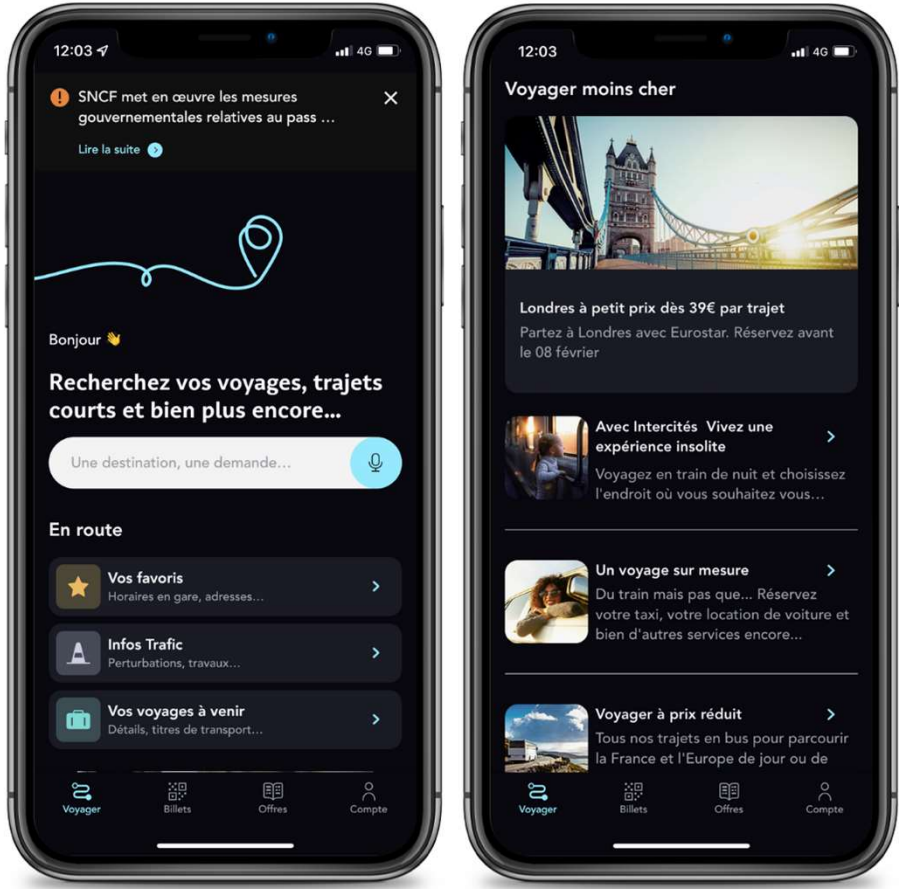 12:03
4G
SNCF met en œuvre les mesures
gouvernementales relatives au pass ...
Lire la suite
Bonjour 👋
Recherchez vos voyages, trajets
courts et bien plus encore...
Une destination, une demande...
En route
Vos favoris
Horaires en gare, adresses...
Infos Trafic
Perturbations, travaux...
Vos voyages à venir
Détails, titres de transport...
Voyager
Billets
Offres
Compte
12:03
4G
Voyager moins cher
Londres à petit prix dès 39€ par trajet
Partez à Londres avec Eurostar. Réservez avant
le 08 février
Avec Intercités Vivez une
expérience insolite
Voyagez en train de nuit et choisissez
l'endroit où vous souhaitez vous...
Un voyage sur mesure
Du train mais pas que... Réservez
votre taxi, votre location de voiture et
bien d'autres services encore...
Voyager à prix réduit
Tous nos trajets en bus pour parcourir
la France et l'Europe de jour ou de
Voyager
Billets
Offres
Compte